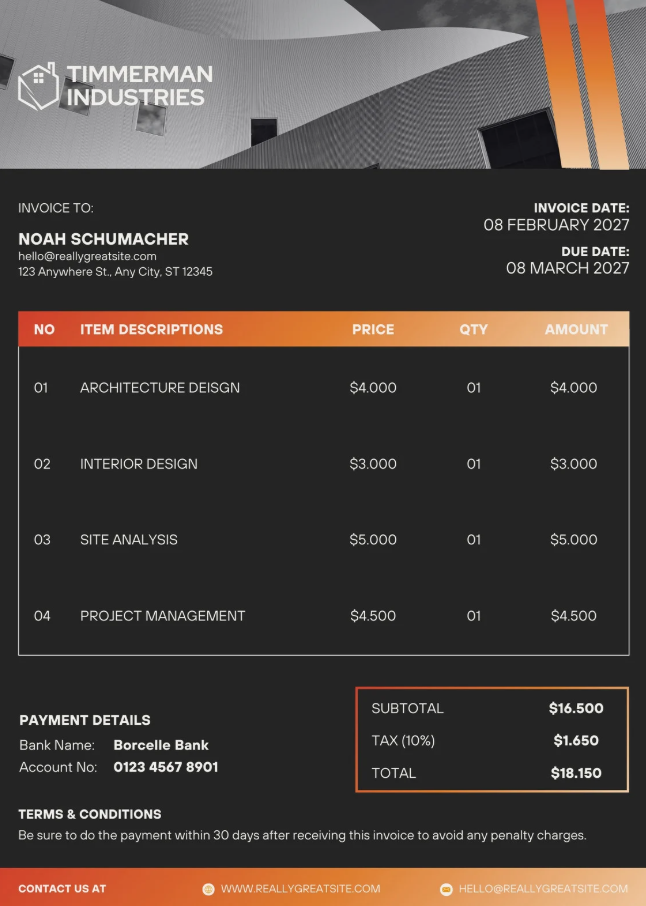 TIMMERMAN
INDUSTRIES
INVOICE TO:
NOAH SCHUMACHER
hello@reallygreatsite.com
123 Anywhere St., Any City, ST 12345
INVOICE DATE:
08 FEBRUARY 2027
DUE DATE:
08 MARCH 2027
NO ITEM DESCRIPTIONS PRICE QTY AMOUNT
01 ARCHITECTURE DEISGN $4.000 01 $4.000
02 INTERIOR DESIGN $3.000 01 $3.000
03 SITE ANALYSIS $5.000 01 $5.000
04 PROJECT MANAGEMENT $4.500 01 $4.500
SUBTOTAL $16.500
TAX (10%) $1.650
TOTAL $18.150
PAYMENT DETAILS
Bank Name: Borcelle Bank
Account No: 0123 4567 8901
TERMS & CONDITIONS
Be sure to do the payment within 30 days after receiving this invoice to avoid any penalty charges.
CONTACT US AT WWW.REALLYGREATSITE.COM HELLO@REALLYGREATSITE.COM